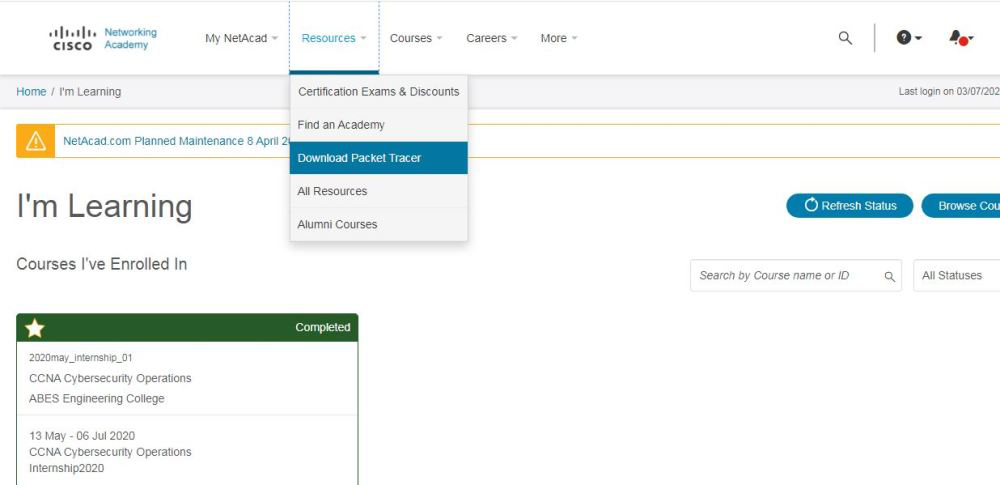 CISCO Networking Academy
My NetAcad Resources Courses Careers More
Certification Exams & Discounts
Find an Academy
Download Packet Tracer
All Resources
Alumni Courses
Home / I'm Learning
Last login on 03/07/202
NetAcad.com Planned Maintenance 8 April 2
I'm Learning
Refresh Status
Browse Cou
Courses I've Enrolled In
Search by Course name or ID
All Statuses
Completed
2020may_internship_01
CCNA Cybersecurity Operations
ABES Engineering College
13 May - 06 Jul 2020
CCNA Cybersecurity Operations
Internship2020